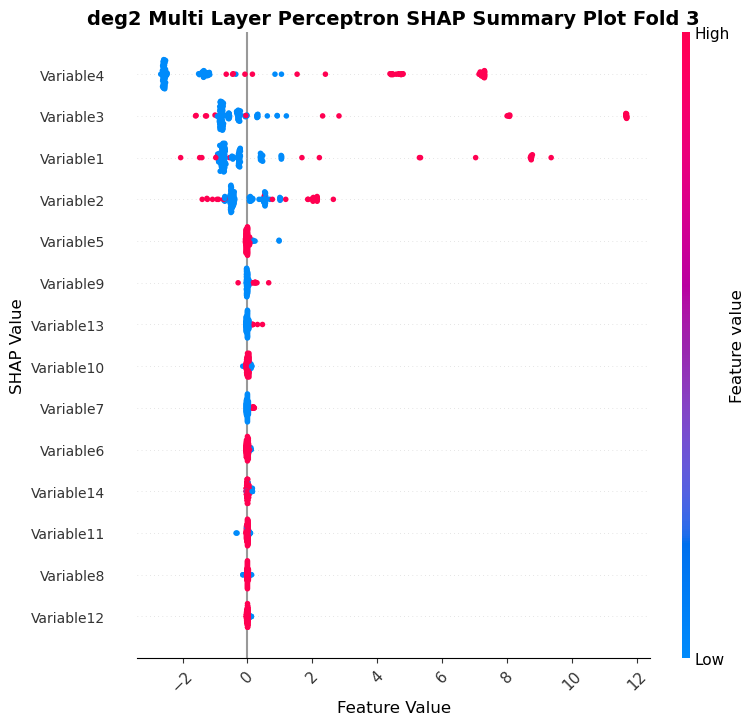 deg2 Multi Layer Perceptron SHAP Summary Plot Fold 3
High
Variable4
Variable3
Variable1
Variable2
Variable5
Variable9
Variable13
Variable10
Variable7
Variable6
Variable14
Variable11
Variable8
Variable12
SHAP Value
Feature value
Low
−2
0
2
4
6
8
10
12
Feature Value